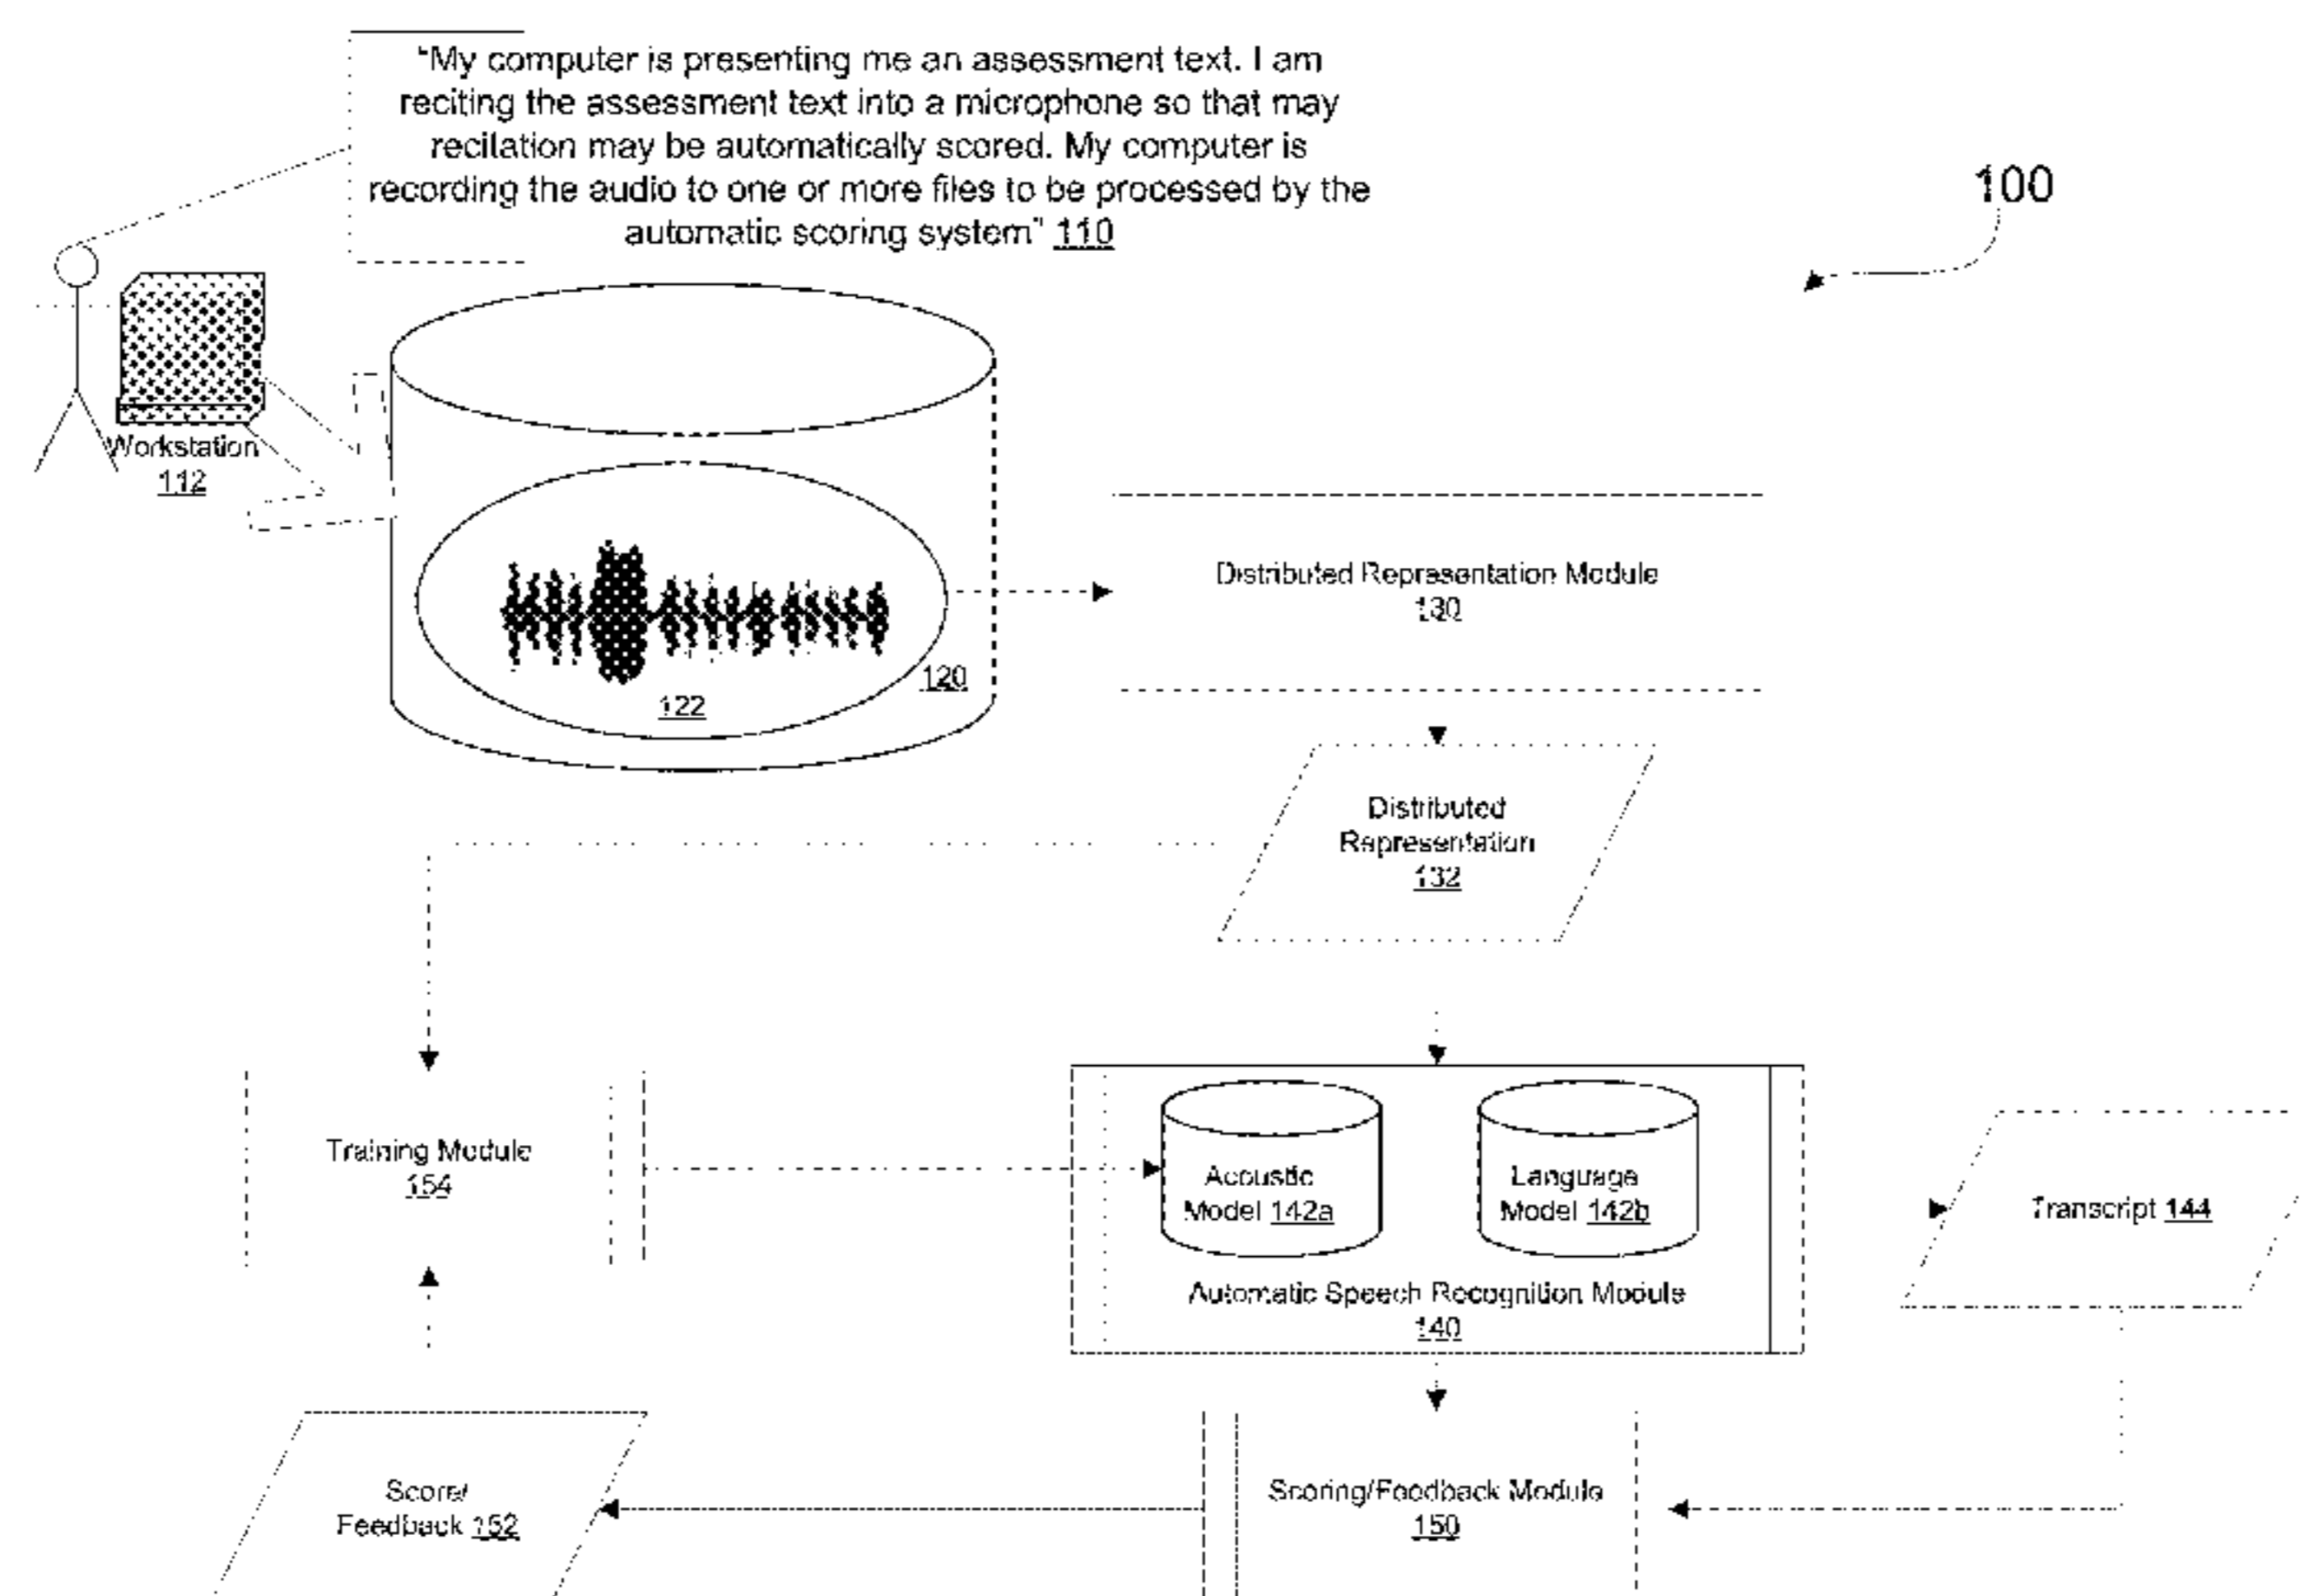 "My computer is presenting me an assessment text. I am
reciting the assessment text into a microphone so that may
recitation may be automatically scored. My computer is
recording the audio to one or more files to be processed by the
automatic scoring system" 110
100
Workstation
112
Distributed Representation Module
130
120
122
Distributed
Representation
132
Training Module
154
Acoustic
Model 142a
Language
Model 142b
Transcript 144
Automatic Speech Recognition Module
140
Score/
Feedback 152
Scoring/Feedback Module
150